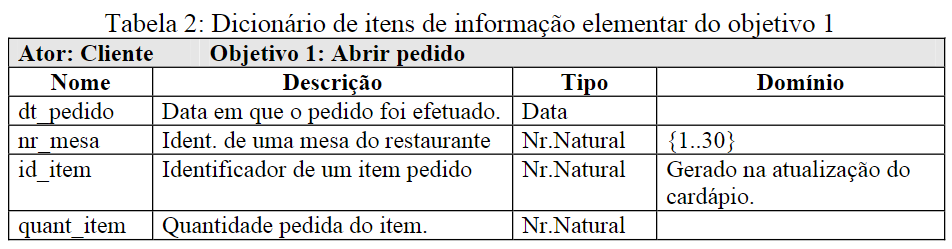 Tabela 2: Dicionário de itens de informação elementar do objetivo 1
Ator: Cliente Objetivo 1: Abrir pedido
Nome Descrição Tipo Domínio
dt_pedido Data em que o pedido foi efetuado. Data
nr_mesa Ident. de uma mesa do restaurante Nr.Natural {1..30}
id_item Identificador de um item pedido Nr.Natural Gerado na atualização do
cardápio.
quant_item Quantidade pedida do item. Nr.Natural